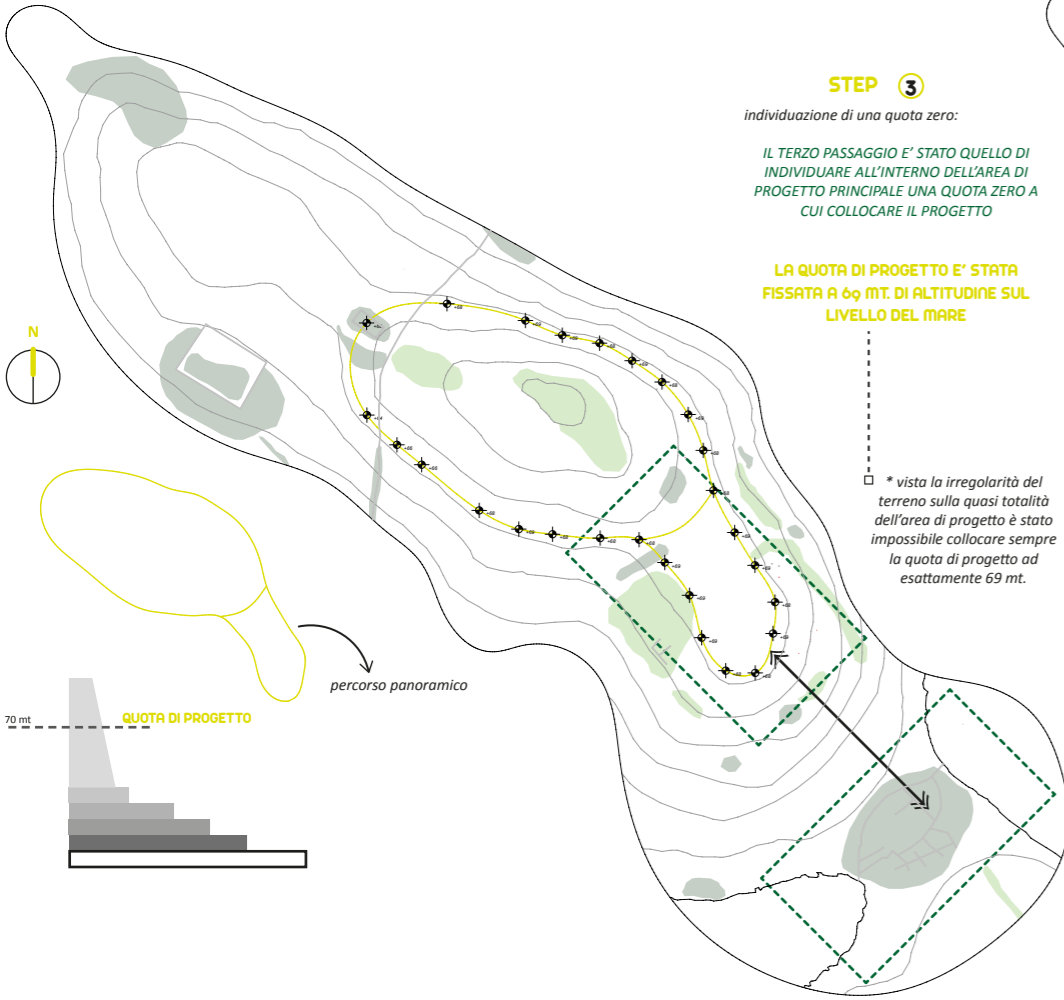 STEP 3
individuazione di una quota zero:
IL TERZO PASSAGGIO E' STATO QUELLO DI
INDIVIDUARE ALL'INTERNO DELL'AREA DI
PROGETTO PRINCIPALE UNA QUOTA ZERO A
CUI COLLOCARE IL PROGETTO
LA QUOTA DI PROGETTO E' STATA
FISSATA A 69 MT. DI ALTITUDINE SUL
LIVELLO DEL MARE
* vista la irregolarità del
terreno sulla quasi totalità
dell'area di progetto è stato
impossibile collocare sempre
la quota di progetto ad
esattamente 69 mt.
N
percorso panoramico
70 mt
QUOTA DI PROGETTO